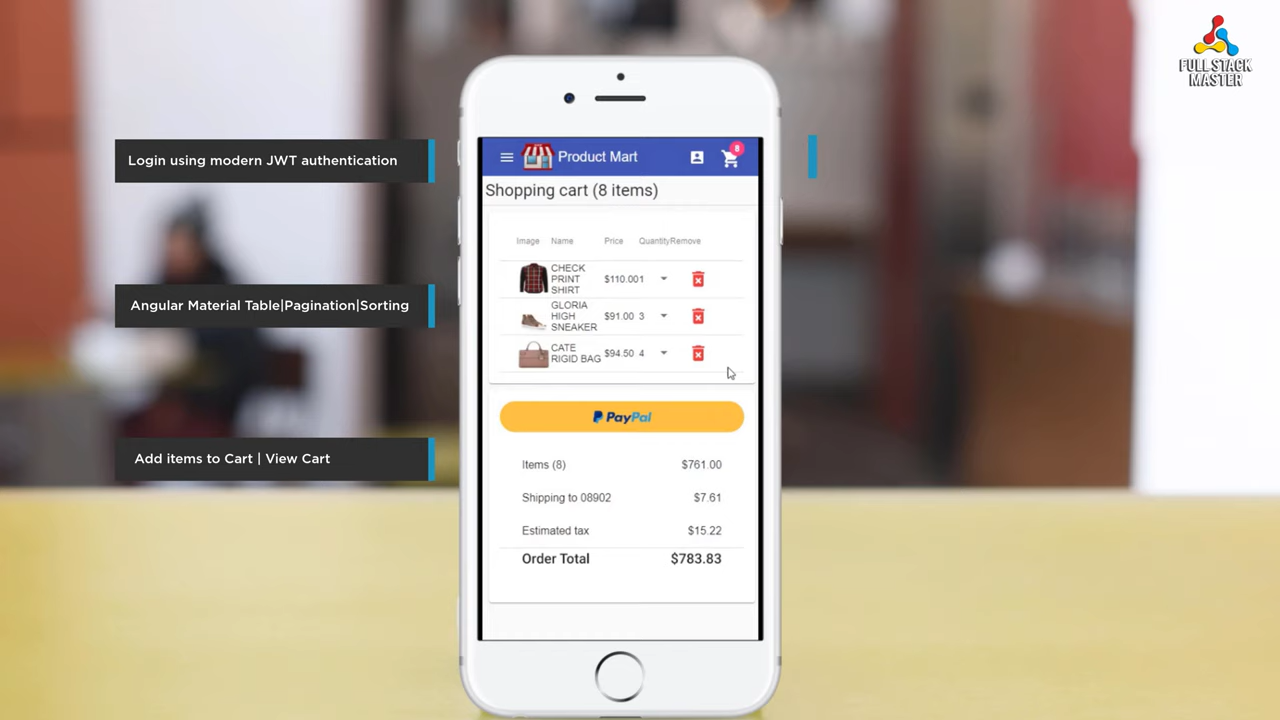 FULL STACK
MASTER
Login using modern JWT authentication
Angular Material Table|Pagination|Sorting
Add items to Cart | View Cart
Product Mart
8
Shopping cart (8 items)
Image Name Price Quantity Remove
CHECK
PRINT
SHIRT
$110.00 1
GLORIA
HIGH
SNEAKER
$91.00 3
CATE
RIGID BAG
$94.50 4
PayPal
Items (8) $761.00
Shipping to 08902 $7.61
Estimated tax $15.22
Order Total $783.83